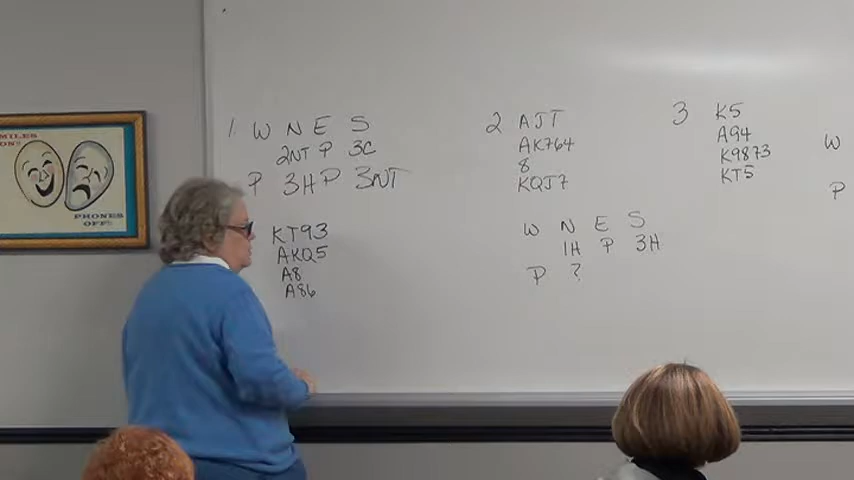 SMILES
ON!
PHONES
OFF!
1. W N E S
2NT P 3C
P 3H P 3NT
KT93
AKQ5
A8
A86
2 AJT
AK764
8
KQJ7
W N E S
1H P 3H
P ?
3 K5
A94
K9873
KT5
W
P